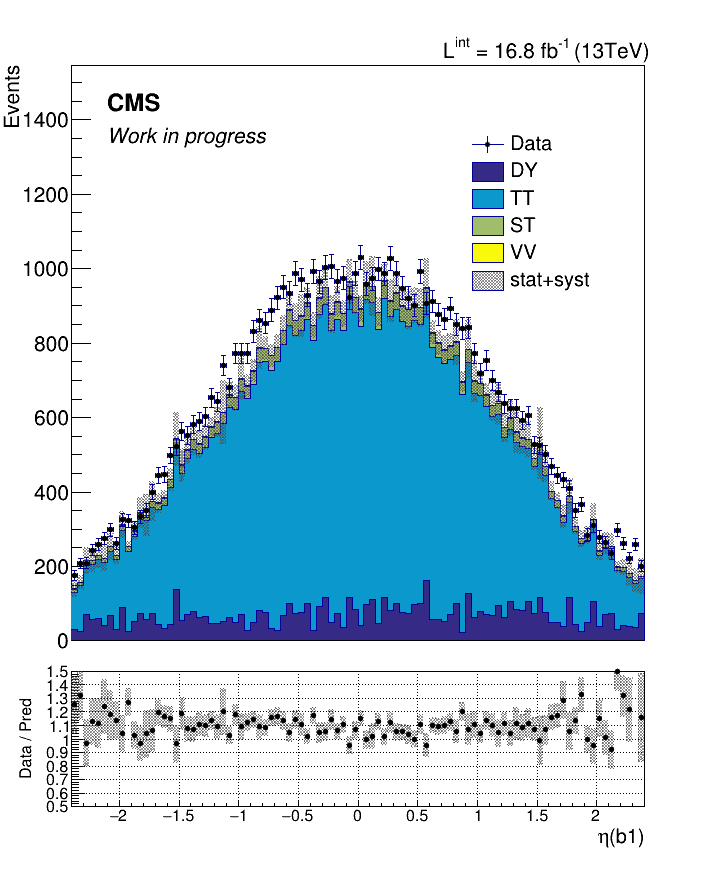 L^int = 16.8 fb^-1 (13TeV)
Events
CMS
Work in progress
Data
DY
TT
ST
VV
stat+syst
1400
1200
1000
800
600
400
200
0
Data / Pred
1.5
1.4
1.3
1.2
1.1
1
0.9
0.8
0.7
0.6
0.5
−2 −1.5 −1 −0.5 0 0.5 1 1.5 2
η(b1)